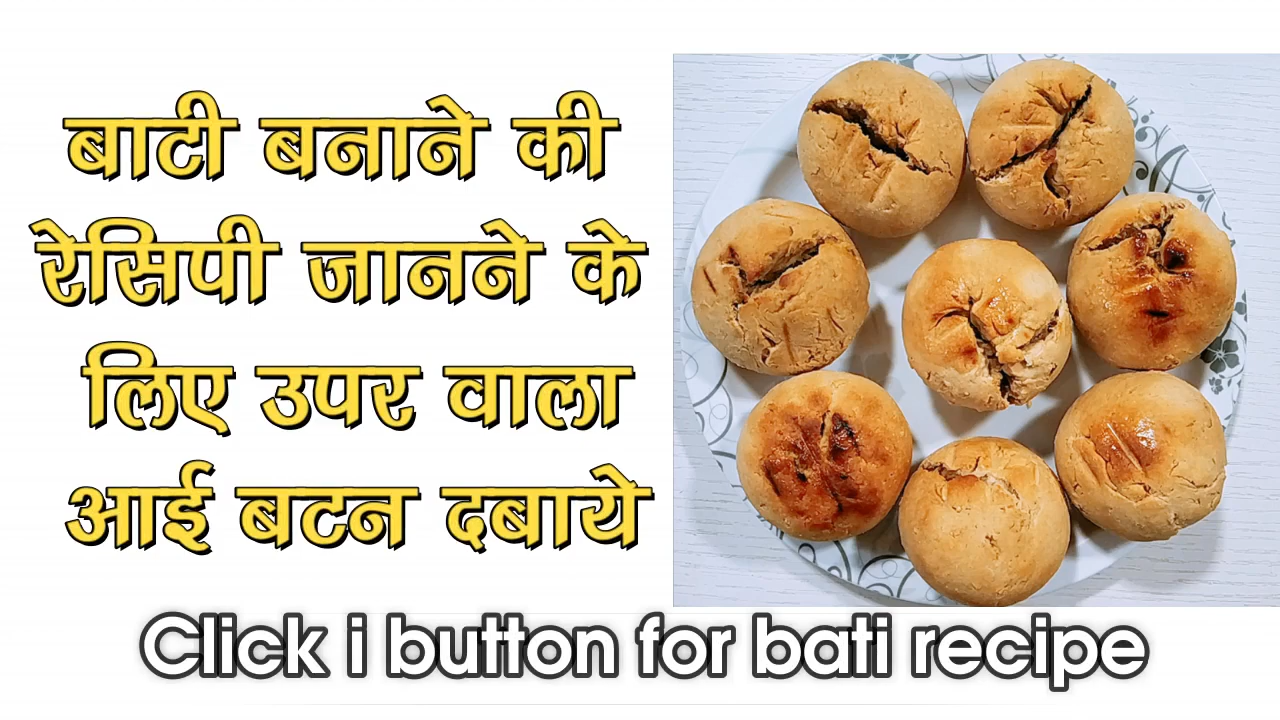 बाटी बनाने की
रेसिपी जानने के
लिए उपर वाला
आई बटन दबाये
Click i button for bati recipe